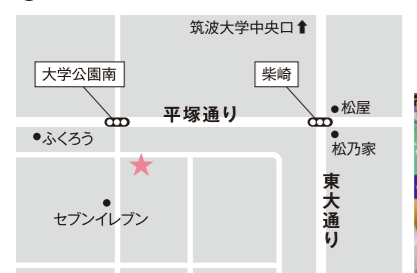 筑波大学中央口⬆
大学公園南
柴崎
平塚通り
●松屋
●ふくろう
松乃家
東大通り
セブンイレブン